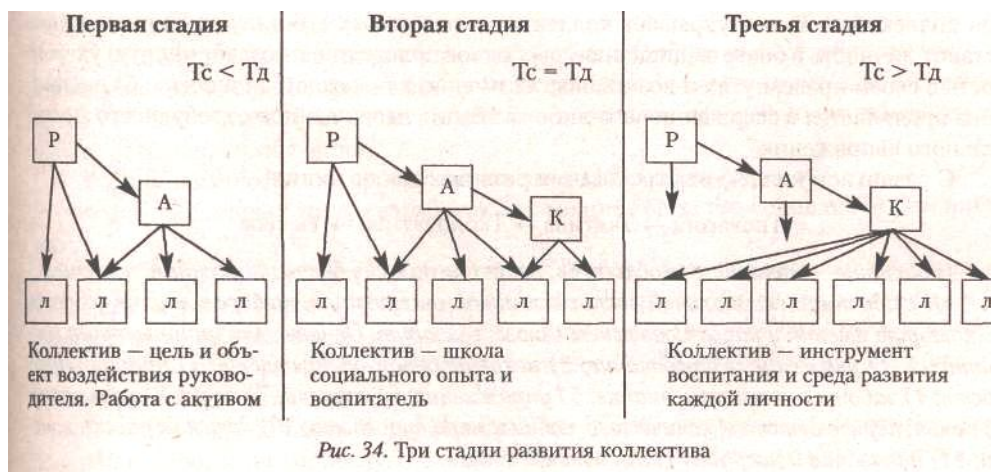 Первая стадия
Вторая стадия
Третья стадия
Тс < Тд
Тс = Тд
Тс > Тд
Р
А
Р
А
К
Р
А
К
л л л л
л л л л л
л л л л л л
Коллектив — цель и объ-
ект воздействия руково-
дителя. Работа с активом
Коллектив — школа
социального опыта и
воспитатель
Коллектив — инструмент
воспитания и среда развития
каждой личности
Рис. 34. Три стадии развития коллектива